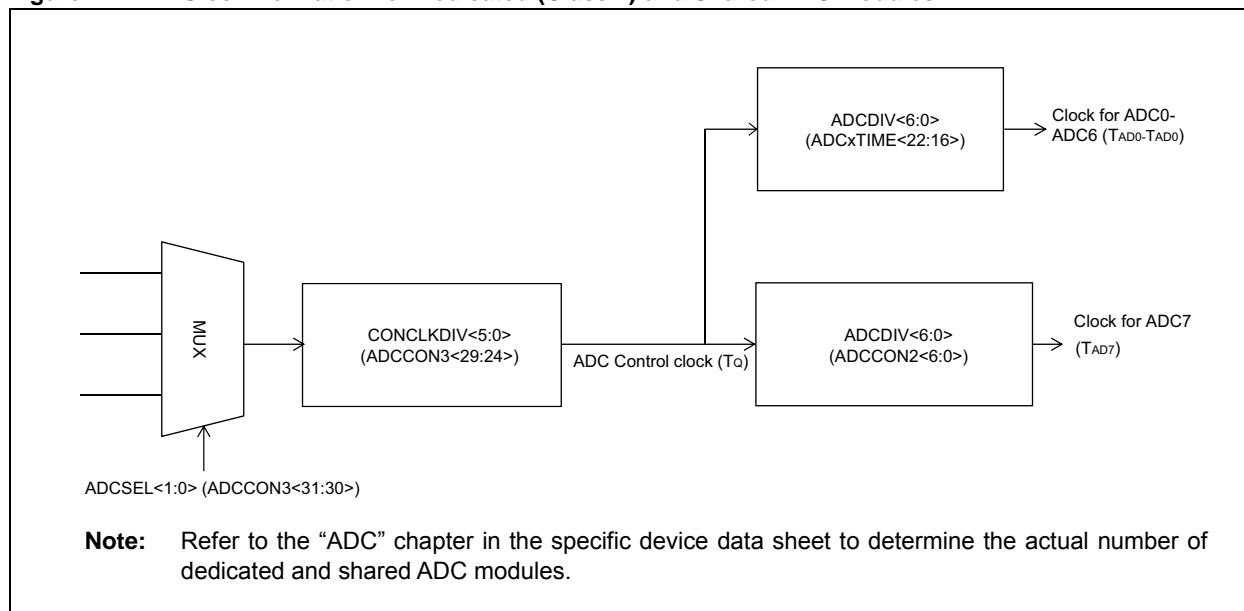 ADCDIV<6:0>
(ADCxTIME<22:16>)
Clock for ADC0-
ADC6 (TAD0-TAD0)
MUX
CONCLKDIV<5:0>
(ADCCON3<29:24>)
ADC Control clock (TQ)
ADCDIV<6:0>
(ADCCON2<6:0>)
Clock for ADC7
(TAD7)
ADCSEL<1:0> (ADCCON3<31:30>)
Note: Refer to the “ADC” chapter in the specific device data sheet to determine the actual number of
dedicated and shared ADC modules.